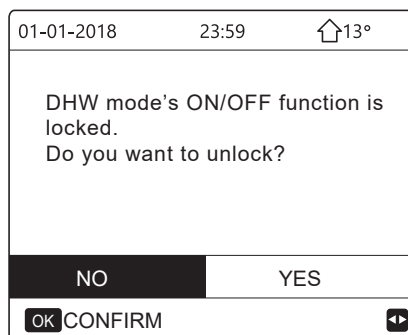 01-01-2018 23:59 13°
DHW mode's ON/OFF function is
locked.
Do you want to unlock?
NO YES
OK CONFIRM